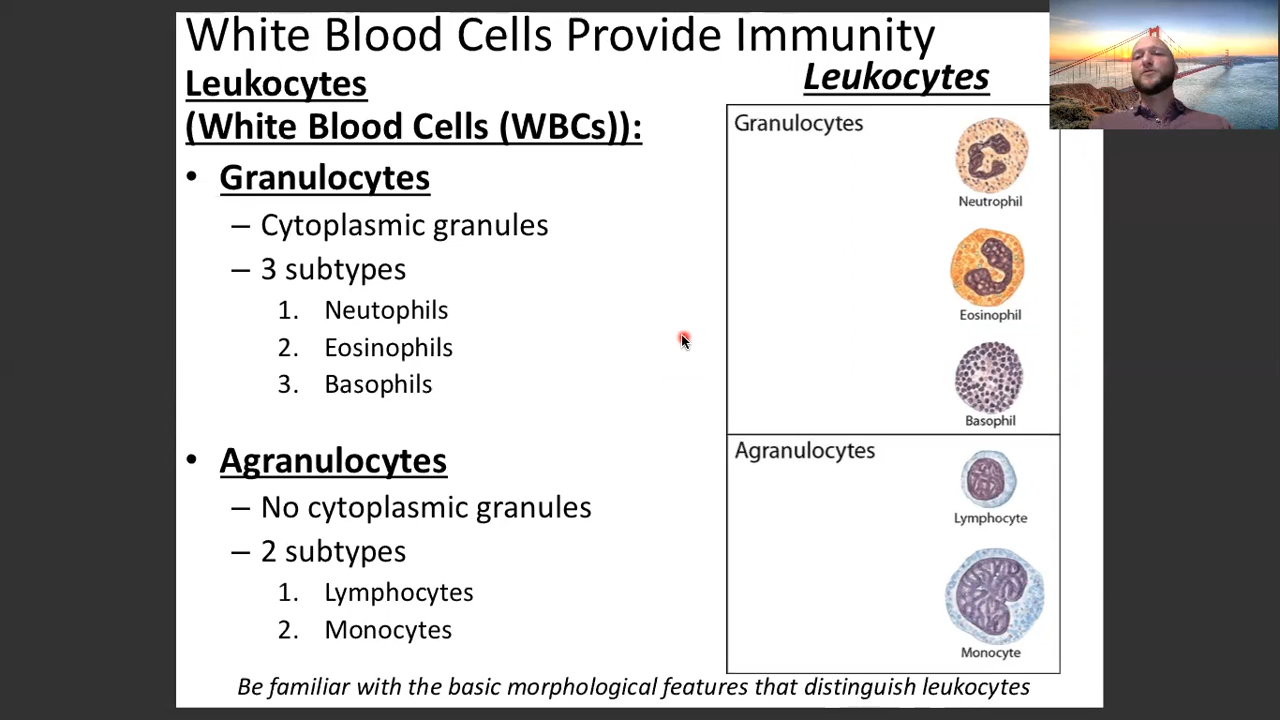 White Blood Cells Provide Immunity
Leukocytes
(White Blood Cells (WBCs)):
• Granulocytes
– Cytoplasmic granules
– 3 subtypes
1. Neutophils
2. Eosinophils
3. Basophils
• Agranulocytes
– No cytoplasmic granules
– 2 subtypes
1. Lymphocytes
2. Monocytes
Leukocytes
Granulocytes
Neutrophil
Eosinophil
Basophil
Agranulocytes
Lymphocyte
Monocyte
Be familiar with the basic morphological features that distinguish leukocytes